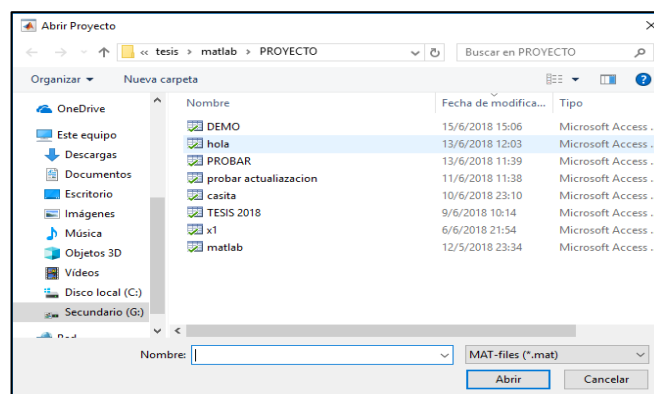 Abrir Proyecto
« tesis > matlab > PROYECTO
Buscar en PROYECTO
Organizar
Nueva carpeta
OneDrive
Este equipo
Descargas
Documentos
Escritorio
Imágenes
Música
Objetos 3D
Vídeos
Disco local (C:)
Secundario (G:)
Nombre Fecha de modifica... Tipo
DEMO 15/6/2018 15:06 Microsoft Access .
hola 13/6/2018 12:03 Microsoft Access .
PROBAR 13/6/2018 11:39 Microsoft Access .
probar actualiazacion 11/6/2018 11:38 Microsoft Access .
casita 10/6/2018 23:10 Microsoft Access .
TESIS 2018 9/6/2018 10:14 Microsoft Access .
x1 6/6/2018 21:54 Microsoft Access .
matlab 12/5/2018 23:34 Microsoft Access .
Nombre:
MAT-files (*.mat)
Abrir
Cancelar